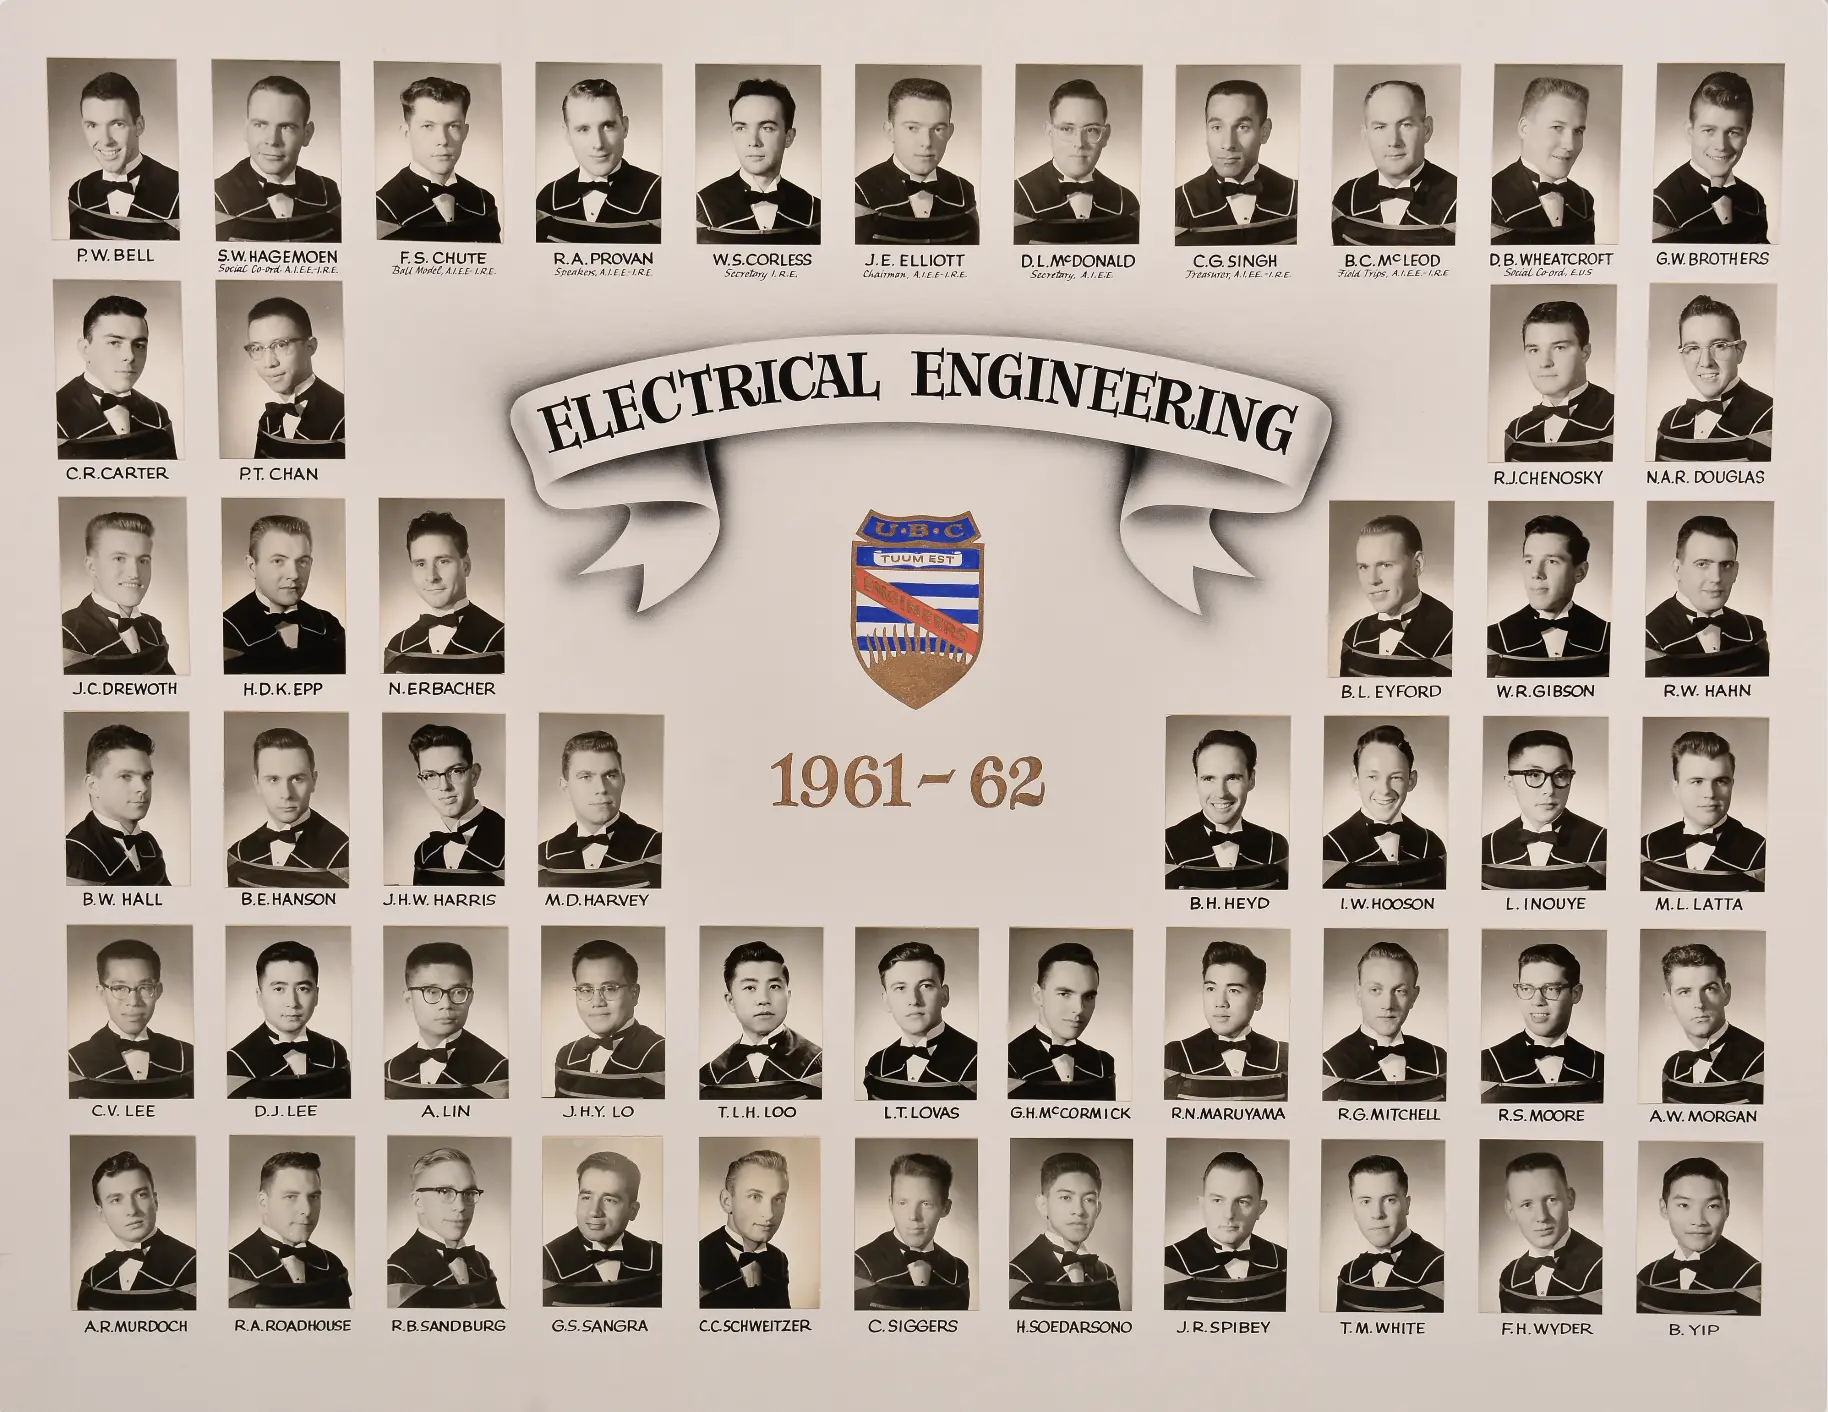 P.W. BELL
S.W. HAGEMOEN
Social Co-ord. A.I.E.E.-I.R.E.
F.S. CHUTE
Ball Model, A.I.E.E.-I.R.E.
R.A. PROVAN
Speakers, A.I.E.E.-I.R.E.
W.S. CORLESS
Secretary I.R.E.
J.E. ELLIOTT
Chairman, A.I.E.E.-I.R.E.
D.L. McDONALD
Secretary, A.I.E.E.
C.G. SINGH
Treasurer, A.I.E.E.-I.R.E.
B.C. McLEOD
Field Trips, A.I.E.E.-I.R.E
D.B. WHEATCROFT
Social Co-ord, E.U.S
G.W. BROTHERS
C.R. CARTER
P.T. CHAN
ELECTRICAL ENGINEERING
R.J. CHENOSKY
N.A.R. DOUGLAS
J.C. DREWOTH
H.D.K. EPP
N. ERBACHER
U·B·C
TUUM EST
ENGINEERS
B.L. EYFORD
W.R. GIBSON
R.W. HAHN
1961-62
B.W. HALL
B.E. HANSON
J.H.W. HARRIS
M.D. HARVEY
B.H. HEYD
I.W. HOOSON
L. INOUYE
M.L. LATTA
C.V. LEE
D.J. LEE
A. LIN
J.H.Y. LO
T.L.H. LOO
L.T. LOVAS
G.H. McCORMICK
R.N. MARUYAMA
R.G. MITCHELL
R.S. MOORE
A.W. MORGAN
A.R. MURDOCH
R.A. ROADHOUSE
R.B. SANDBURG
G.S. SANGRA
C.C. SCHWEITZER
C. SIGGERS
H. SOEDARSONO
J.R. SPIBEY
T.M. WHITE
F.H. WYDER
B. YIP